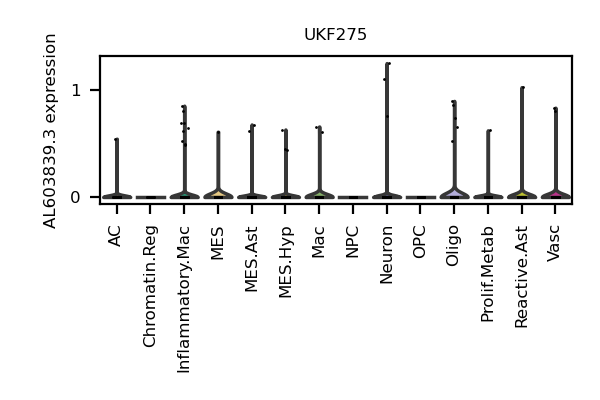 UKF275
AL603839.3 expression
1
0
AC
Chromatin.Reg
Inflammatory.Mac
MES
MES.Ast
MES.Hyp
Mac
NPC
Neuron
OPC
Oligo
Prolif.Metab
Reactive.Ast
Vasc